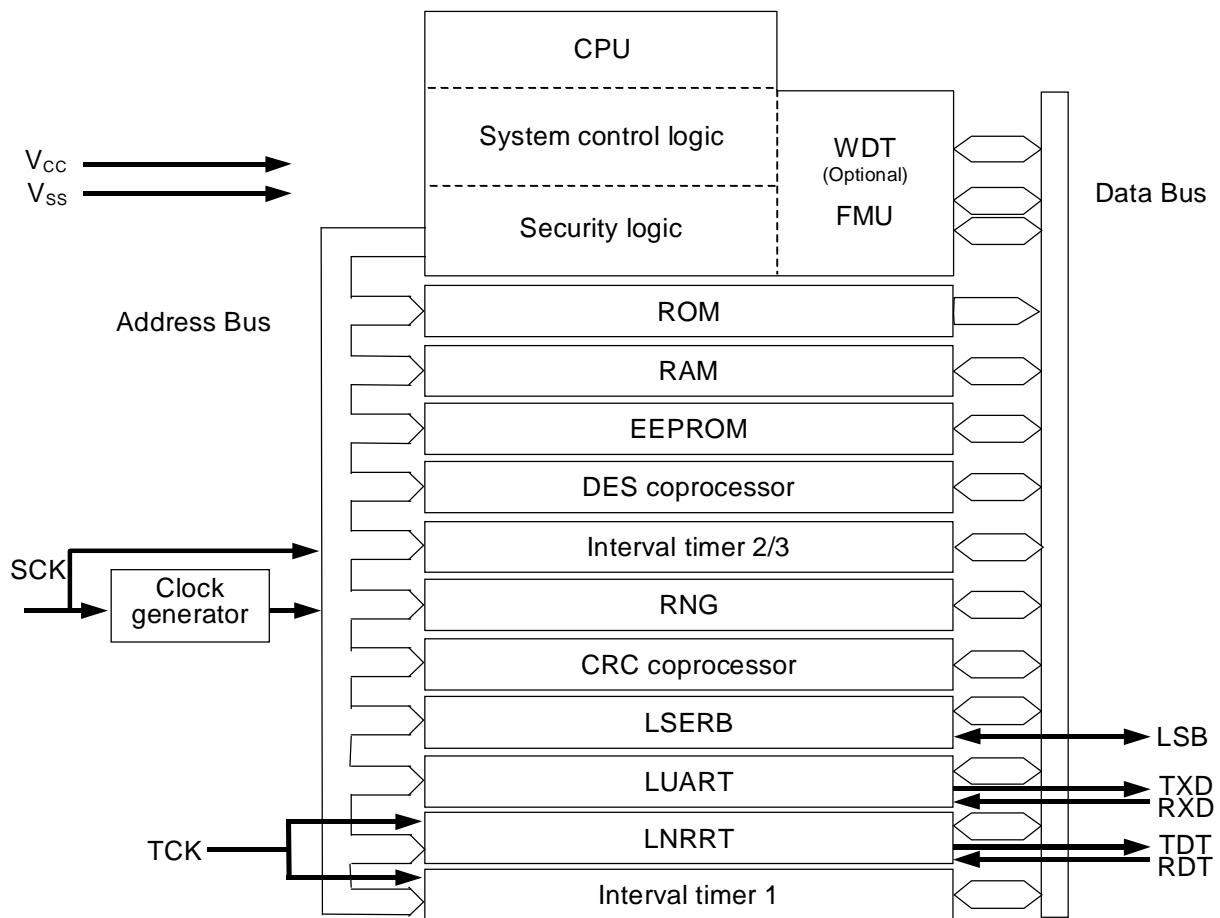 CPU
System control logic
WDT
(Optional)
FMU
Security logic
VCC
VSS
Data Bus
Address Bus
ROM
RAM
EEPROM
DES coprocessor
Interval timer 2/3
SCK
Clock
generator
RNG
CRC coprocessor
LSERB
LSB
LUART
TXD
RXD
TCK
LNRRT
TDT
RDT
Interval timer 1